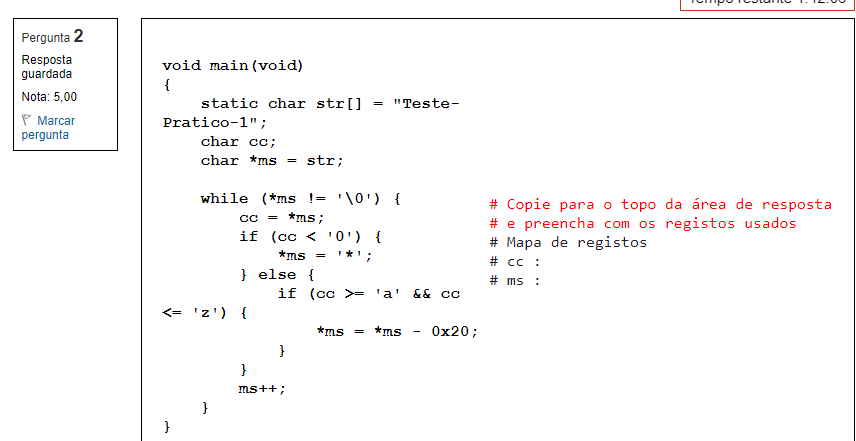 Tempo restante 1:12:06
Pergunta 2
Resposta
guardada
Nota: 5,00
Marcar
pergunta
void main(void)
{
    static char str[] = "Teste-
Pratico-1";
    char cc;
    char *ms = str;
    while (*ms != '\0') {
        cc = *ms;
        if (cc < '0') {
            *ms = '*';
        } else {
            if (cc >= 'a' && cc
<= 'z') {
                *ms = *ms - 0x20;
            }
        }
        ms++;
    }
}
# Copie para o topo da área de resposta
# e preencha com os registos usados
# Mapa de registos
# cc :
# ms :